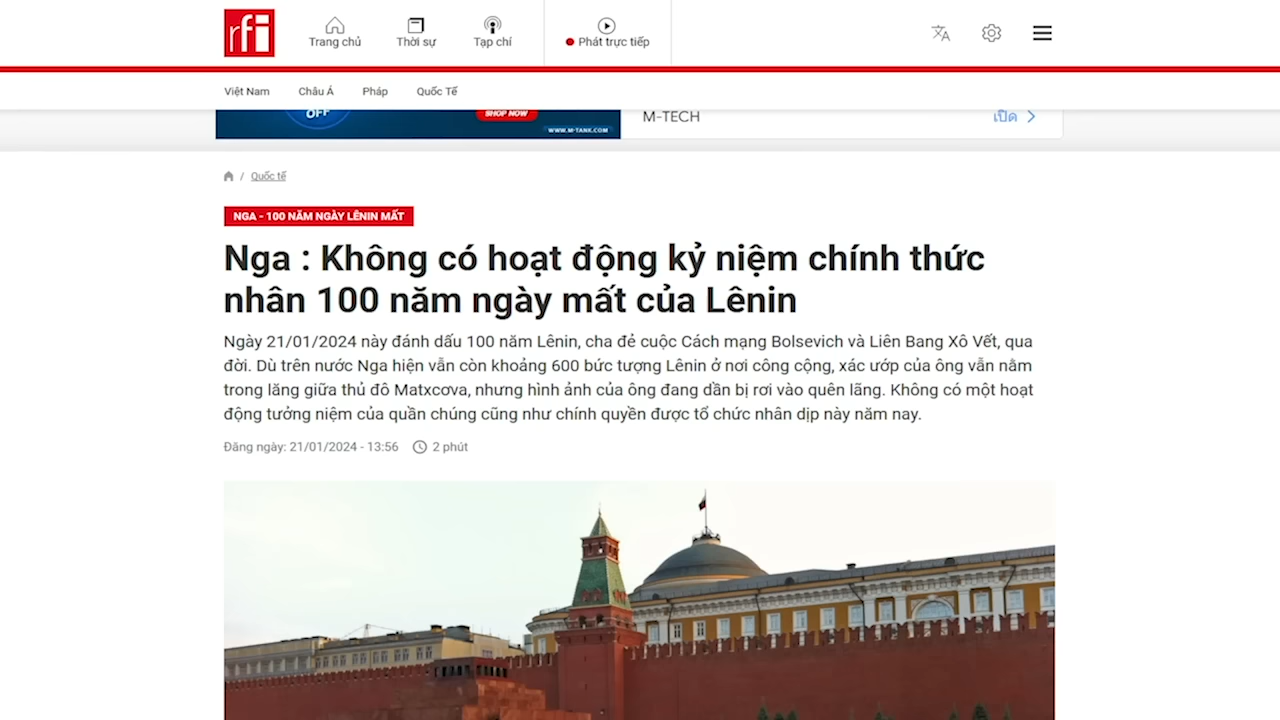 rfi
Trang chủ
Thời sự
Tạp chí
Phát trực tiếp
Việt Nam
Châu Á
Pháp
Quốc Tế
OFF
SHOP NOW
WWW.M-TANK.COM
M-TECH
เปิด
/ Quốc tế
NGA - 100 NĂM NGÀY LÊNIN MẤT
Nga : Không có hoạt động kỷ niệm chính thức
nhân 100 năm ngày mất của Lênin
Ngày 21/01/2024 này đánh dấu 100 năm Lênin, cha đẻ cuộc Cách mạng Bolsevich và Liên Bang Xô Vết, qua
đời. Dù trên nước Nga hiện vẫn còn khoảng 600 bức tượng Lênin ở nơi công cộng, xác ướp của ông vẫn nằm
trong lăng giữa thủ đô Matxcơva, nhưng hình ảnh của ông đang dần bị rơi vào quên lãng. Không có một hoạt
động tưởng niệm của quần chúng cũng như chính quyền được tổ chức nhân dịp này năm nay.
Đăng ngày: 21/01/2024 - 13:56
2 phút